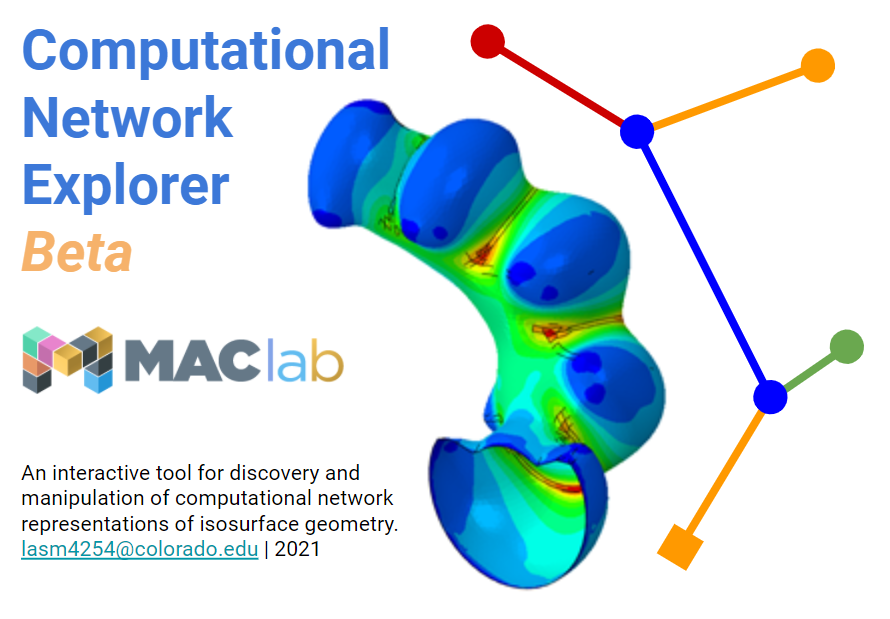 Computational
Network
Explorer
Beta
MAClab
An interactive tool for discovery and
manipulation of computational network
representations of isosurface geometry.
lasm4254@colorado.edu | 2021